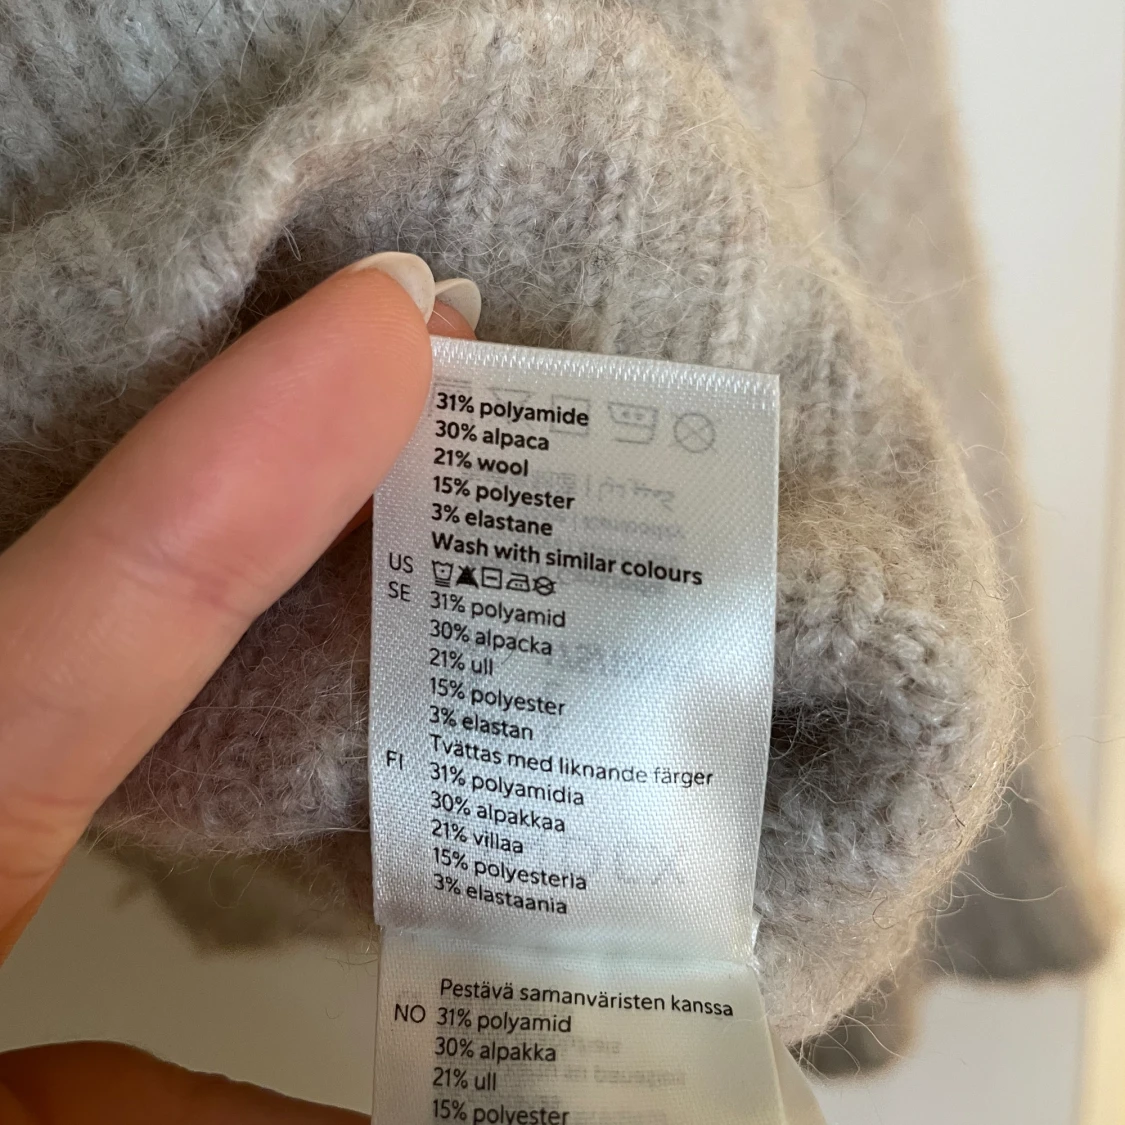 31% polyamide
30% alpaca
21% wool
15% polyester
3% elastane
Wash with similar colours
US
SE 31% polyamid
30% alpacka
21% ull
15% polyester
3% elastan
Tvättas med liknande färger
FI 31% polyamidia
30% alpakkaa
21% villaa
15% polyesteria
3% elastaania
Pestävä samanväristen kanssa
NO 31% polyamid
30% alpakka
21% ull
15% polyester